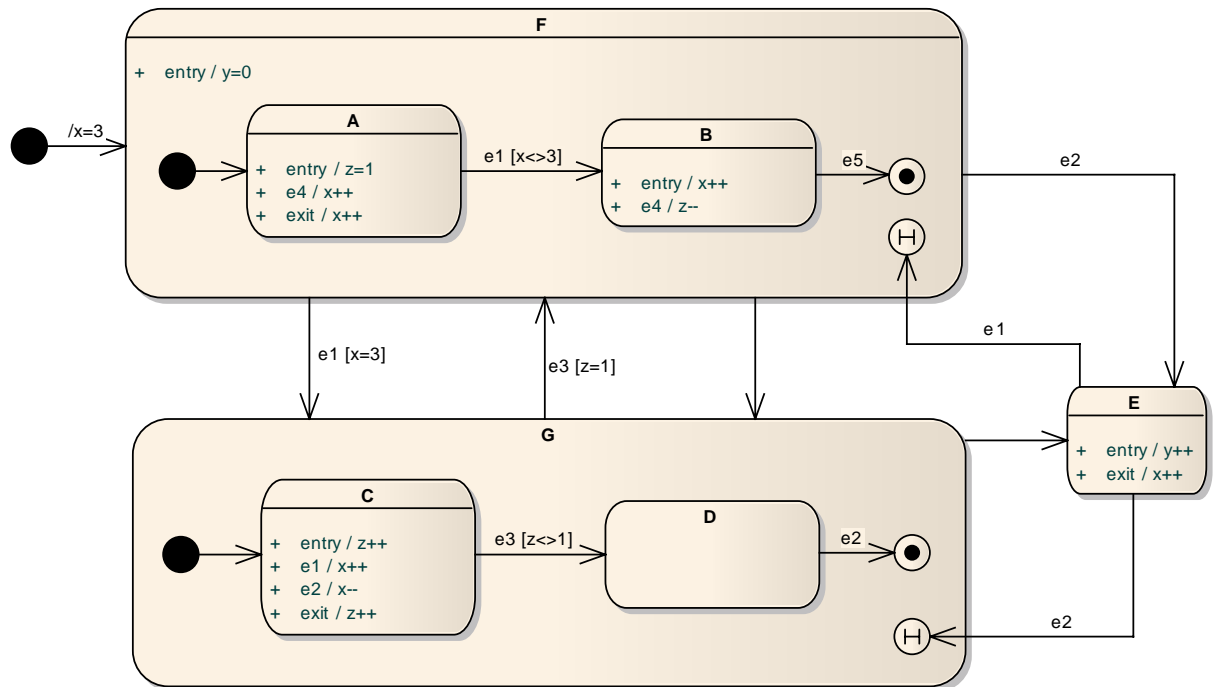 F
+ entry / y=0
/x=3
A
+ entry / z=1
+ e4 / x++
+ exit / x++
e1 [x<>3]
B
+ entry / x++
+ e4 / z--
e5
H
e2
e1
e1 [x=3]
e3 [z=1]
E
+ entry / y++
+ exit / x++
G
C
+ entry / z++
+ e1 / x++
+ e2 / x--
+ exit / z++
e3 [z<>1]
D
e2
H
e2